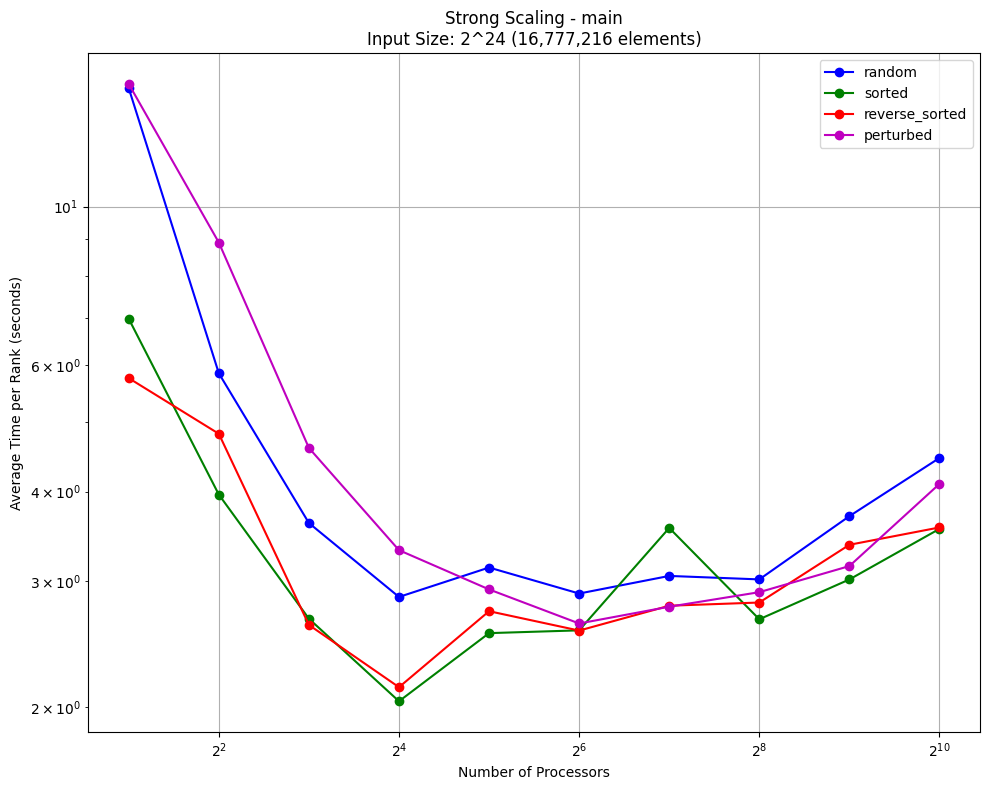 Strong Scaling - main
Input Size: 2^24 (16,777,216 elements)
random
sorted
reverse_sorted
perturbed
Average Time per Rank (seconds)
10¹
6 × 10⁰
4 × 10⁰
3 × 10⁰
2 × 10⁰
2² 2⁴ 2⁶ 2⁸ 2¹⁰
Number of Processors